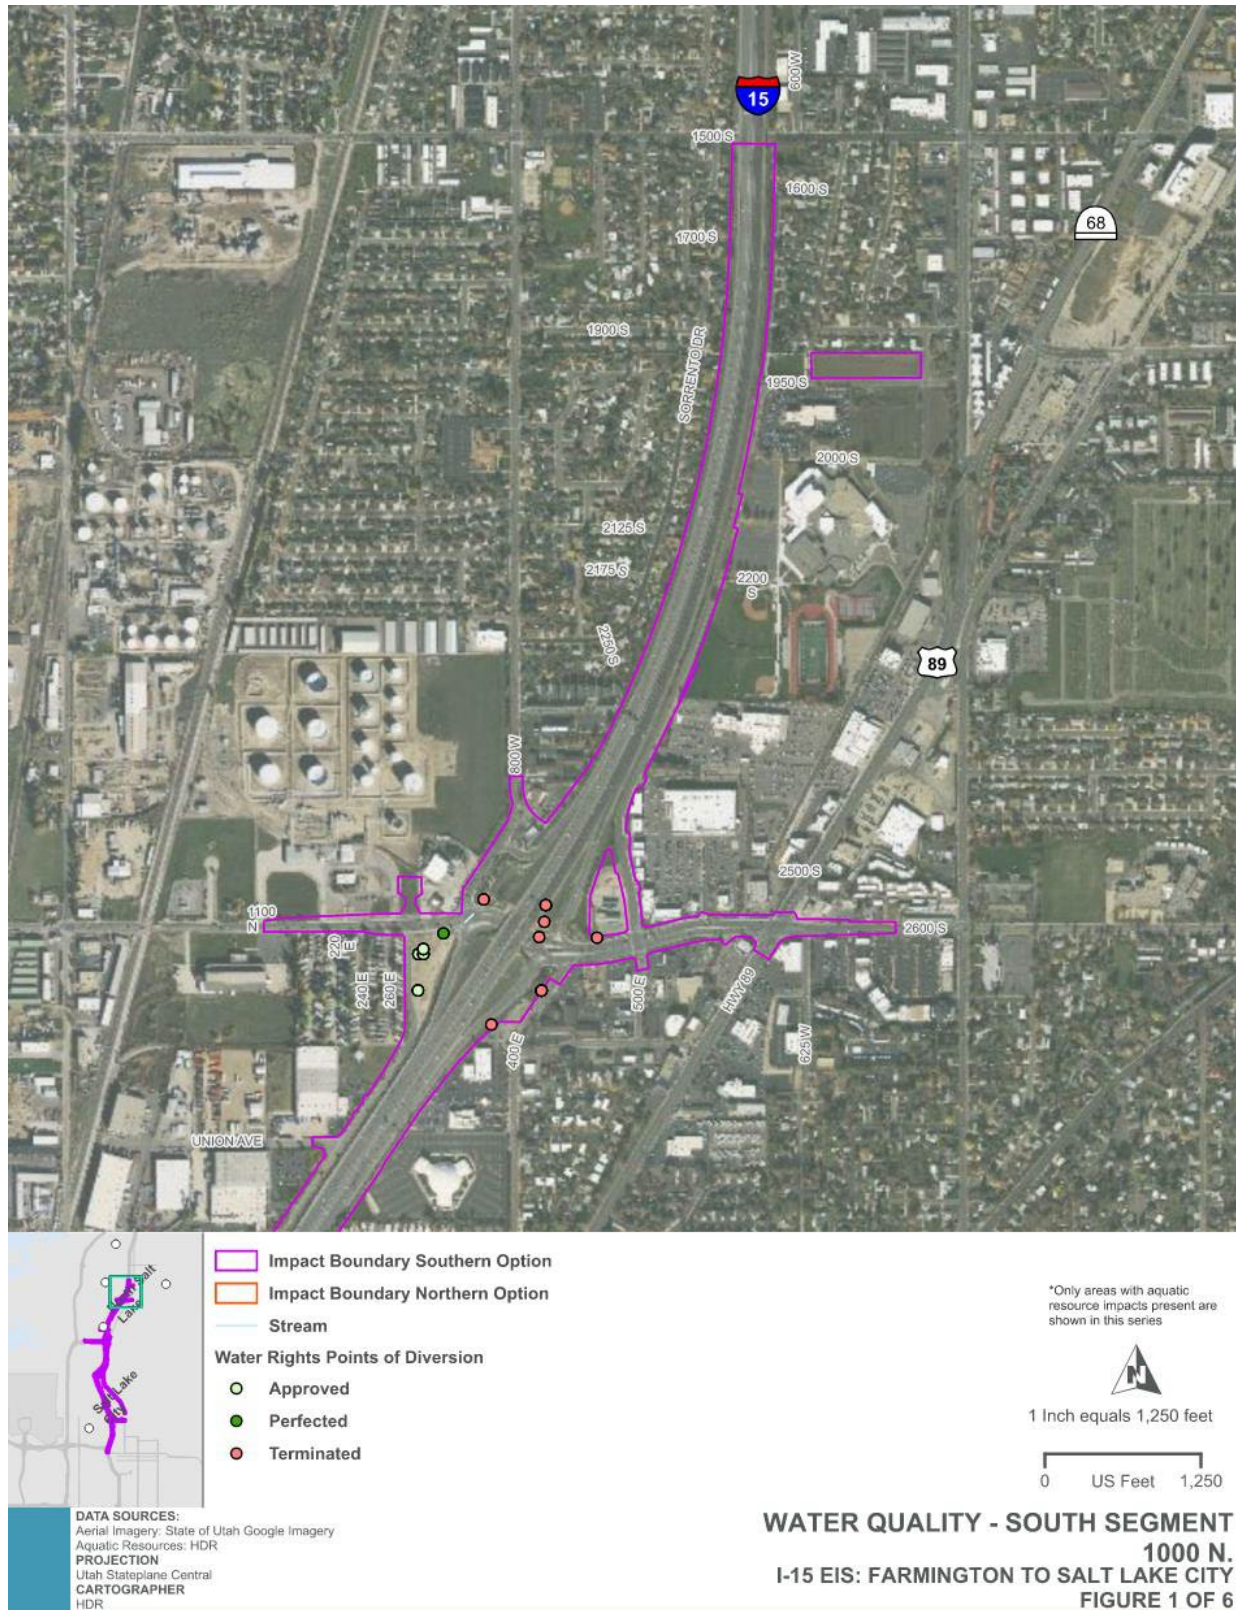 600 W
15
1500 S
1600 S
68
1700 S
1900 S
SORRENTO DR
1950 S
2000 S
2125 S
2175 S
2200
S
2250 S
89
800 W
2500 S
1100
N
2600 S
220
E
240 E
260 E
500 E
HWY 89
400 E
625 W
UNION AVE
Impact Boundary Southern Option
Impact Boundary Northern Option
Stream
Water Rights Points of Diversion
Approved
Perfected
Terminated
Salt
Lake
Salt Lake
City
*Only areas with aquatic
resource impacts present are
shown in this series
N
1 Inch equals 1,250 feet
0 US Feet 1,250
DATA SOURCES:
Aerial Imagery: State of Utah Google Imagery
Aquatic Resources: HDR
PROJECTION
Utah Stateplane Central
CARTOGRAPHER
HDR
WATER QUALITY - SOUTH SEGMENT
1000 N.
I-15 EIS: FARMINGTON TO SALT LAKE CITY
FIGURE 1 OF 6